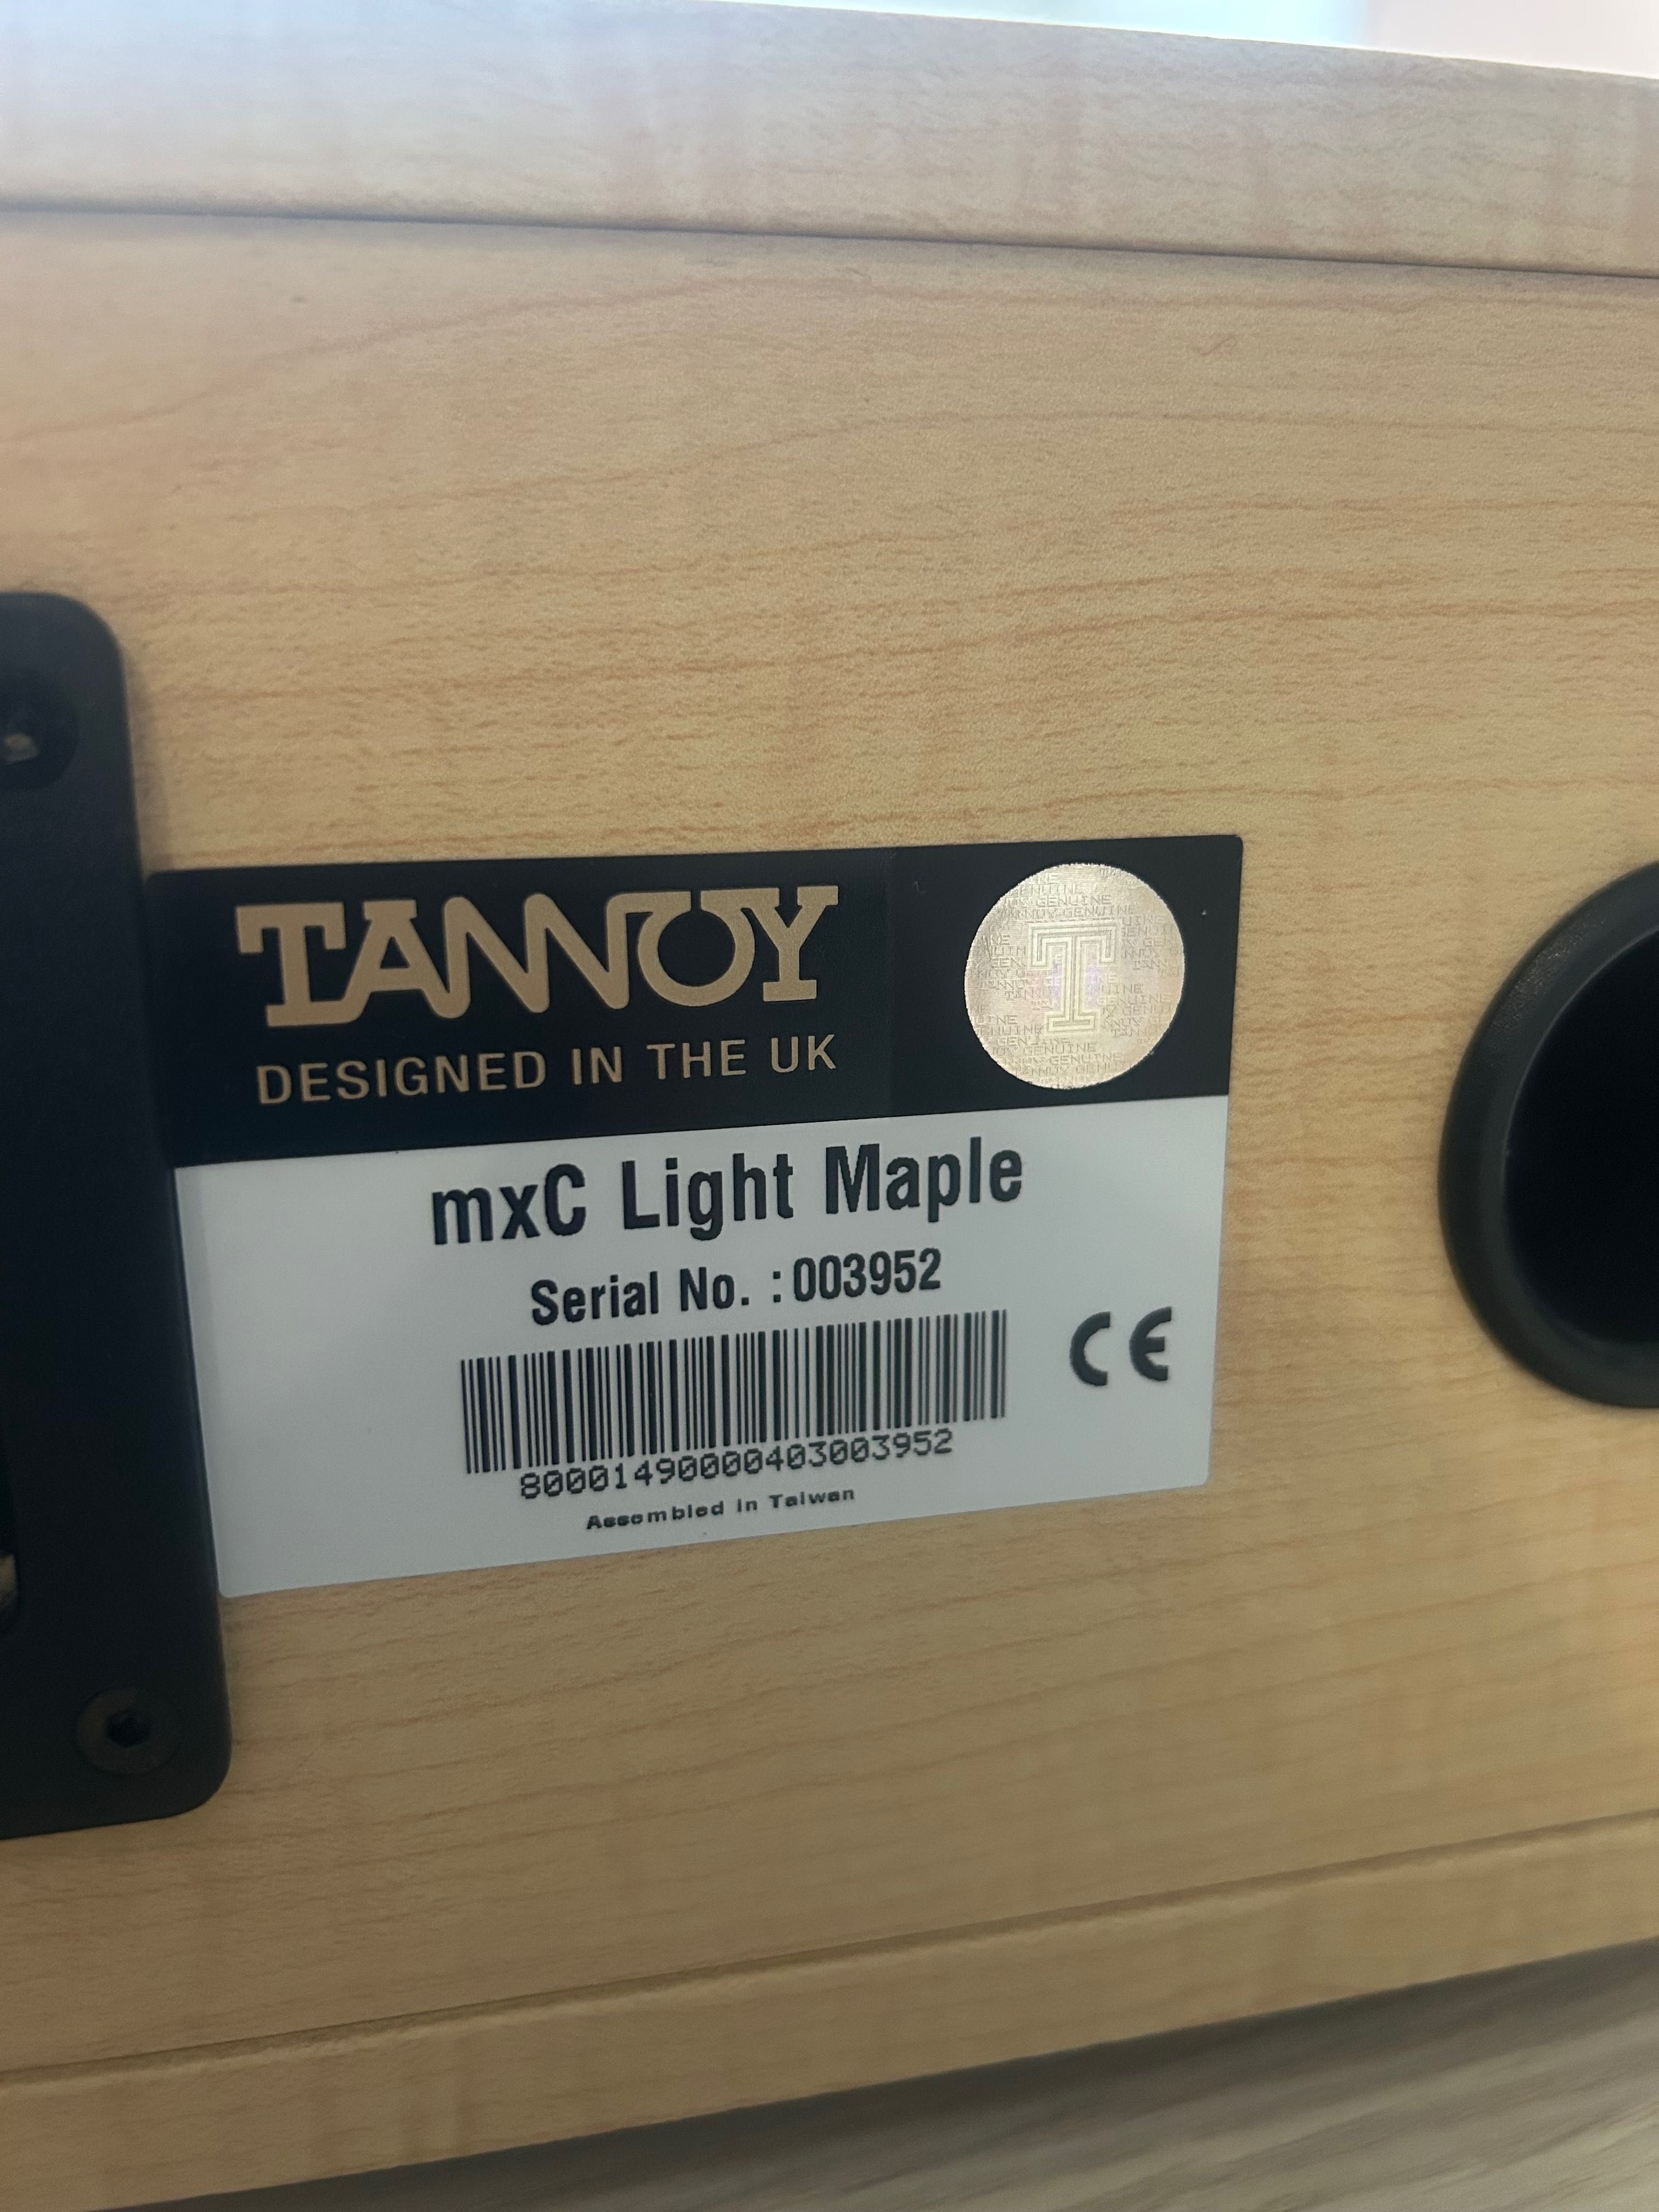 TANNOY
DESIGNED IN THE UK
T
mxC Light Maple
Serial No. :003952
CE
80001490000403003952
Assembled in Taiwan